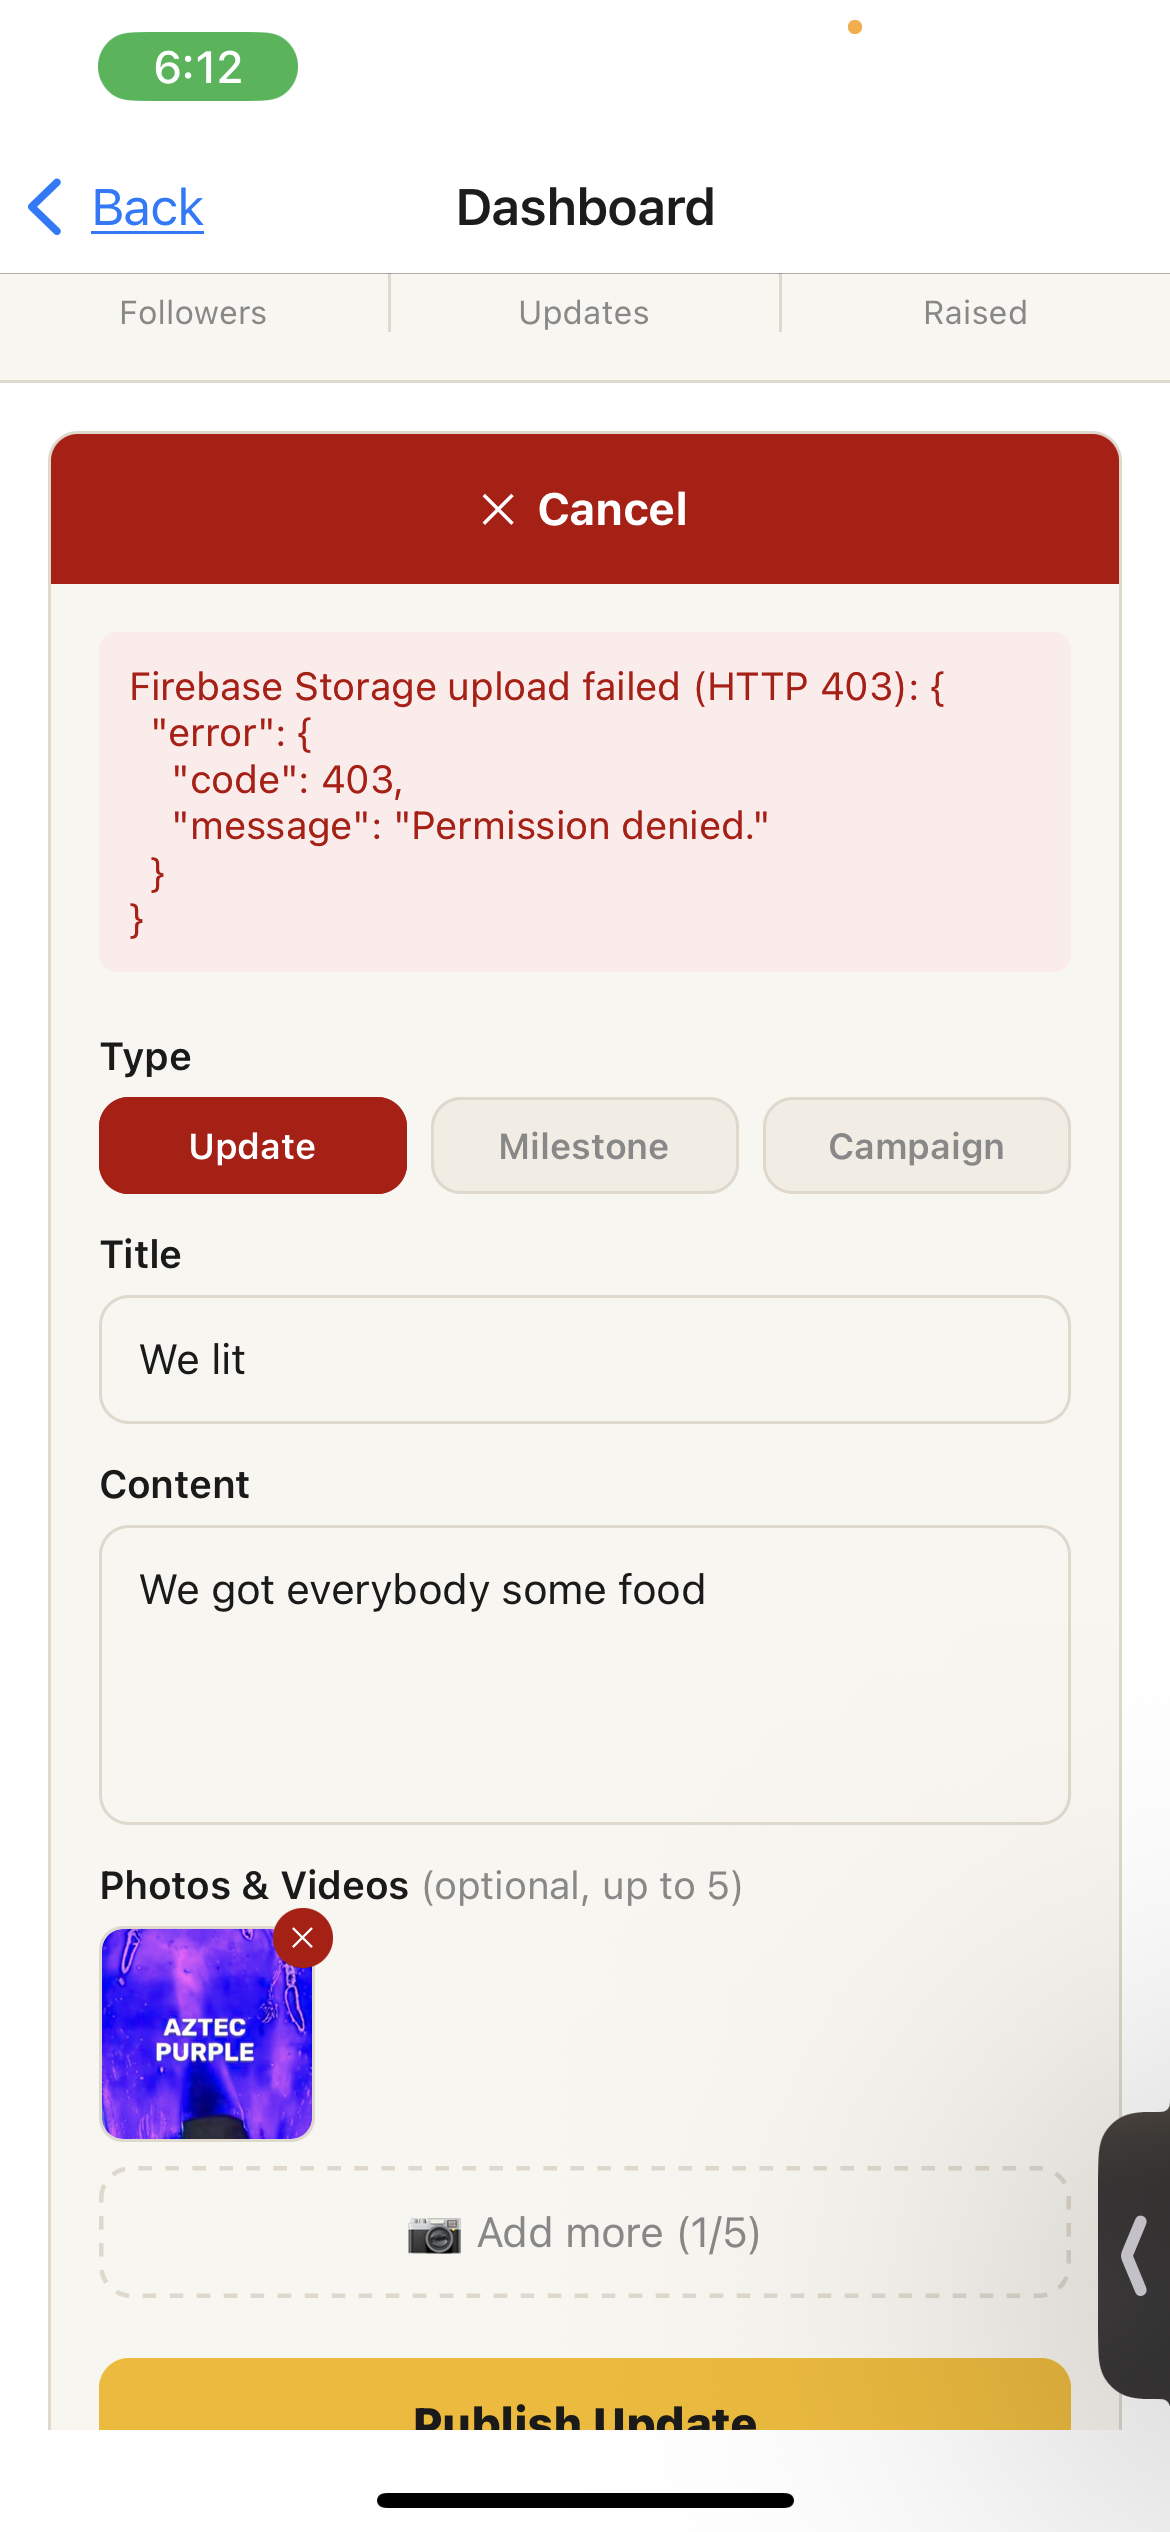 6:12
Back
Dashboard
Followers
Updates
Raised
Cancel
Firebase Storage upload failed (HTTP 403): {
"error": {
"code": 403,
"message": "Permission denied."
}
}
Type
Update
Milestone
Campaign
Title
We lit
Content
We got everybody some food
Photos & Videos (optional, up to 5)
AZTEC
PURPLE
Add more (1/5)
Publish Update